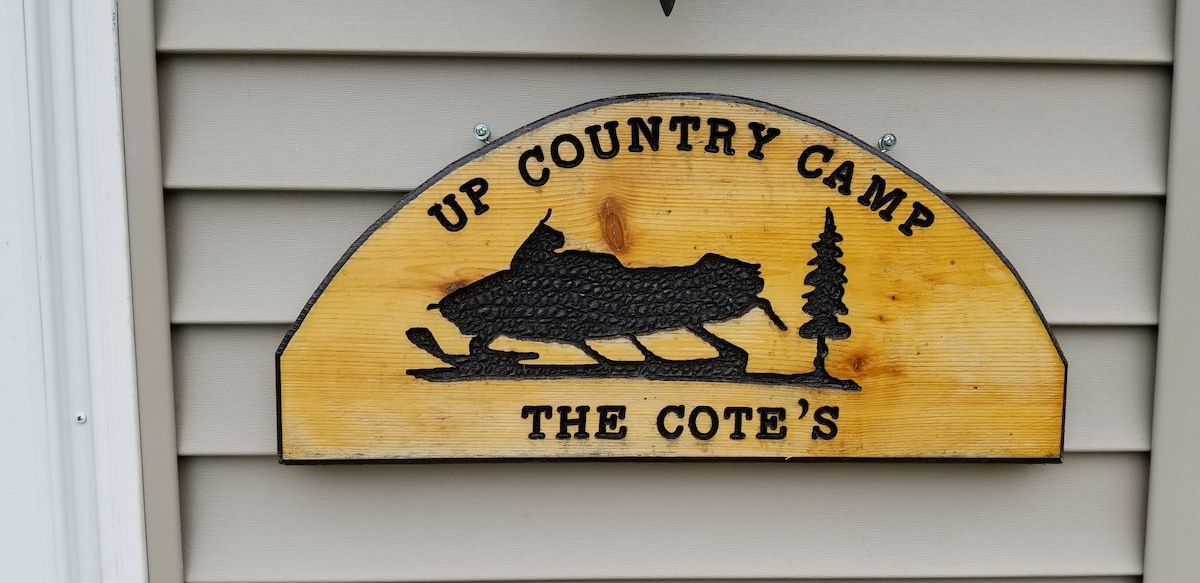 UP COUNTRY CAMP
THE COTE'S